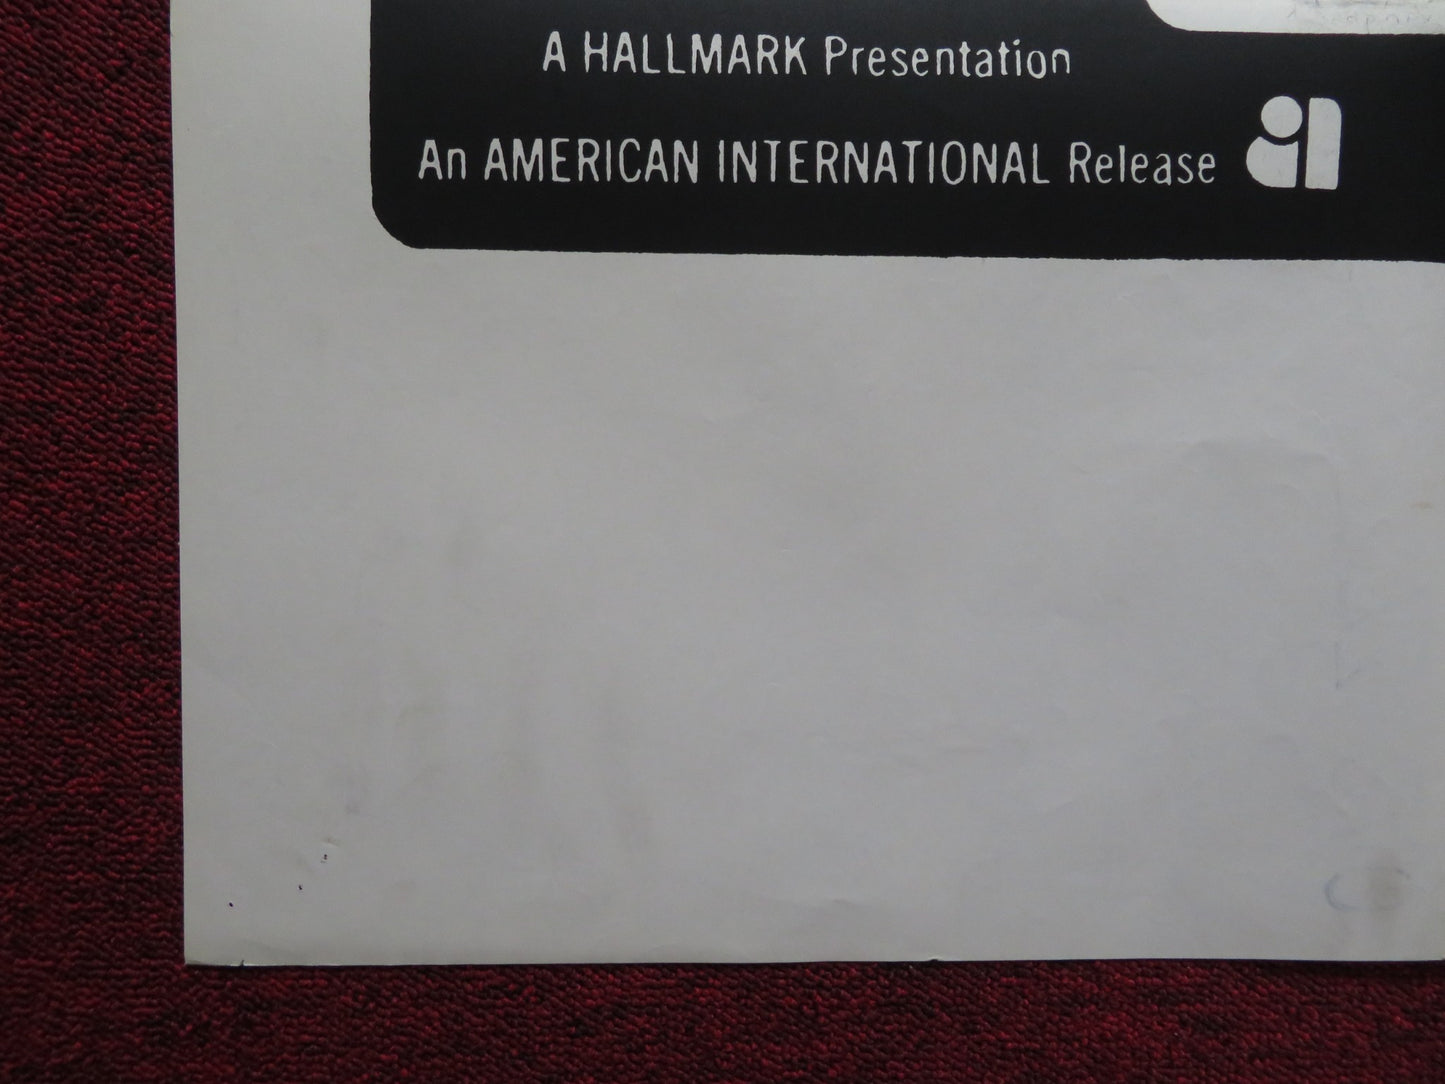 A HALLMARK Presentation
An AMERICAN INTERNATIONAL Release